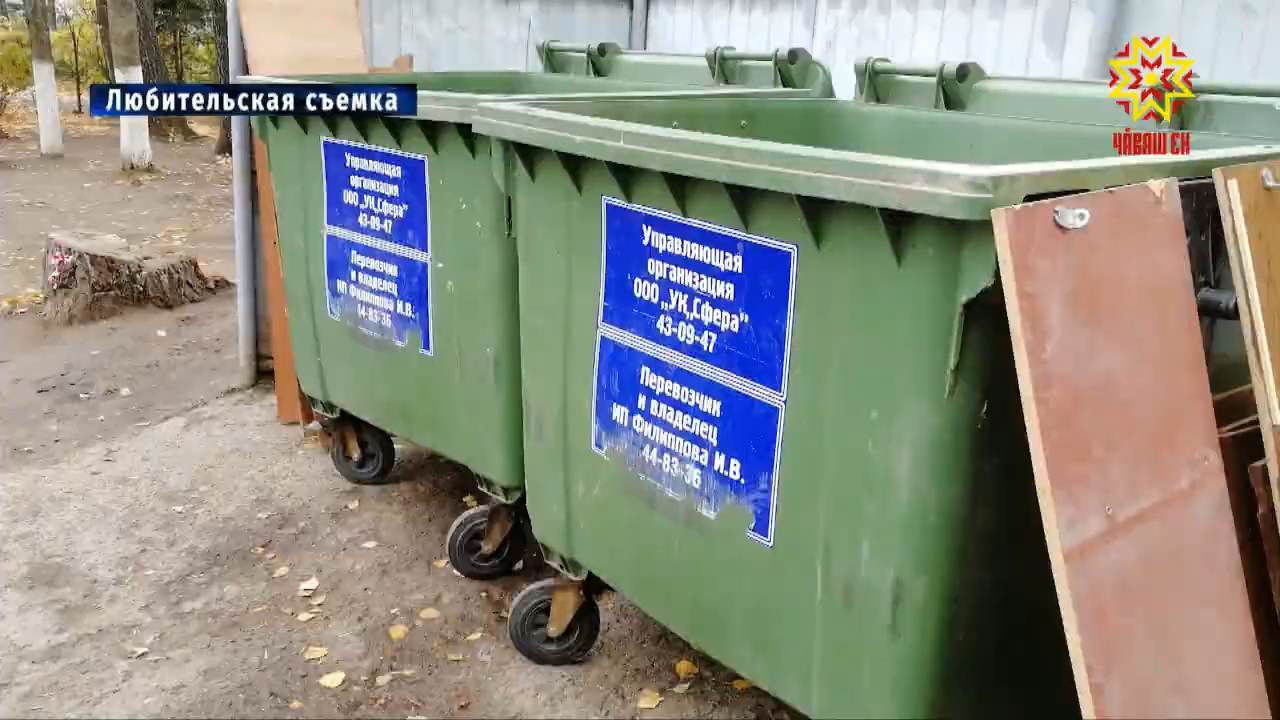 Любительская съемка
ЧӐВАШ ЕН
Управляющая
организация
ООО „УК„Сфера”
43-09-47
Перевозчик
и владелец
ИП Филиппова И.В.
44-83-36
Управляющая
организация
ООО „УК„Сфера”
43-09-47
Перевозчик
и владелец
ИП Филиппова И.В.
44-83-36